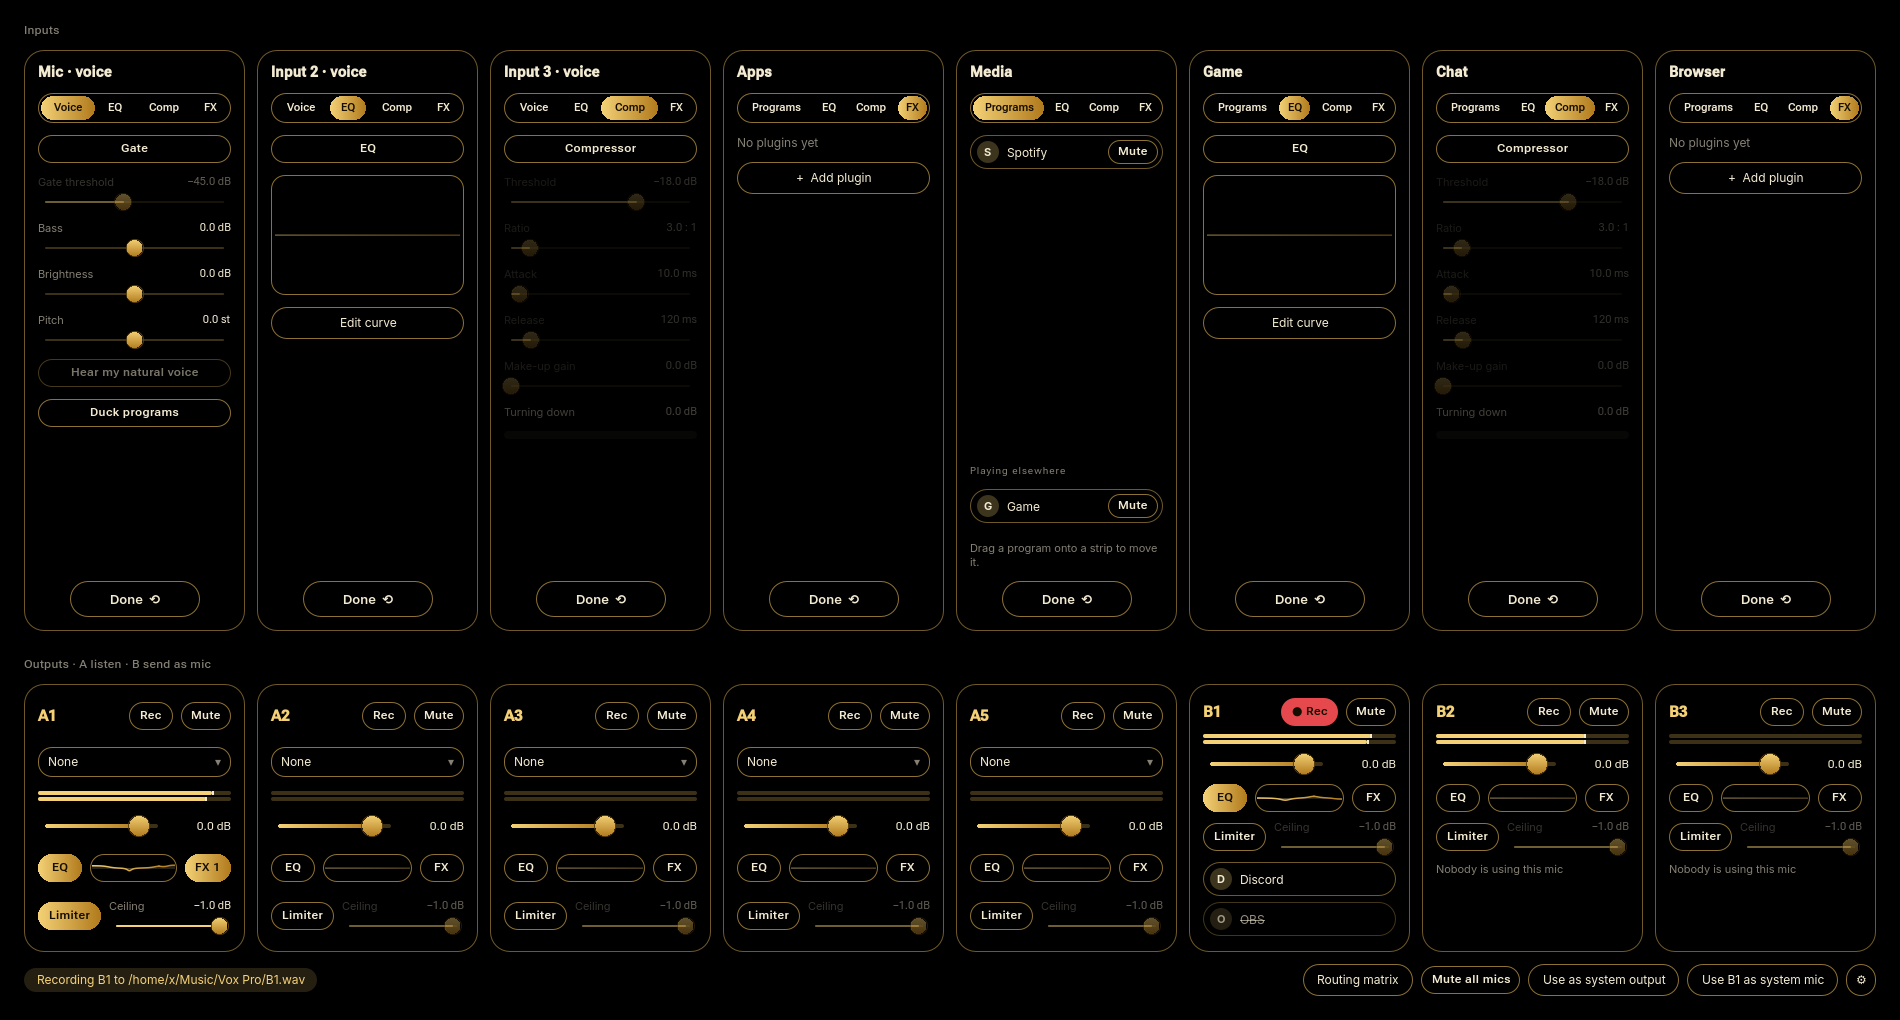 Inputs
Mic · voice
Voice EQ Comp FX
Gate
Gate threshold −45.0 dB
Bass 0.0 dB
Brightness 0.0 dB
Pitch 0.0 st
Hear my natural voice
Duck programs
Done ⟲
Input 2 · voice
Voice EQ Comp FX
EQ
Edit curve
Done ⟲
Input 3 · voice
Voice EQ Comp FX
Compressor
Threshold −18.0 dB
Ratio 3.0 : 1
Attack 10.0 ms
Release 120 ms
Make-up gain 0.0 dB
Turning down 0.0 dB
Done ⟲
Apps
Programs EQ Comp FX
No plugins yet
+ Add plugin
Done ⟲
Media
Programs EQ Comp FX
S Spotify Mute
Playing elsewhere
G Game Mute
Drag a program onto a strip to move
it.
Done ⟲
Game
Programs EQ Comp FX
EQ
Edit curve
Done ⟲
Chat
Programs EQ Comp FX
Compressor
Threshold −18.0 dB
Ratio 3.0 : 1
Attack 10.0 ms
Release 120 ms
Make-up gain 0.0 dB
Turning down 0.0 dB
Done ⟲
Browser
Programs EQ Comp FX
No plugins yet
+ Add plugin
Done ⟲
Outputs · A listen · B send as mic
A1 Rec Mute
None
0.0 dB
EQ FX 1
Limiter Ceiling −1.0 dB
A2 Rec Mute
None
0.0 dB
EQ FX
Limiter Ceiling −1.0 dB
A3 Rec Mute
None
0.0 dB
EQ FX
Limiter Ceiling −1.0 dB
A4 Rec Mute
None
0.0 dB
EQ FX
Limiter Ceiling −1.0 dB
A5 Rec Mute
None
0.0 dB
EQ FX
Limiter Ceiling −1.0 dB
B1 ● Rec Mute
0.0 dB
EQ FX
Limiter Ceiling −1.0 dB
D Discord
O OBS
B2 Rec Mute
0.0 dB
EQ FX
Limiter Ceiling −1.0 dB
Nobody is using this mic
B3 Rec Mute
0.0 dB
EQ FX
Limiter Ceiling −1.0 dB
Nobody is using this mic
Recording B1 to /home/x/Music/Vox Pro/B1.wav
Routing matrix Mute all mics Use as system output Use B1 as system mic ⚙